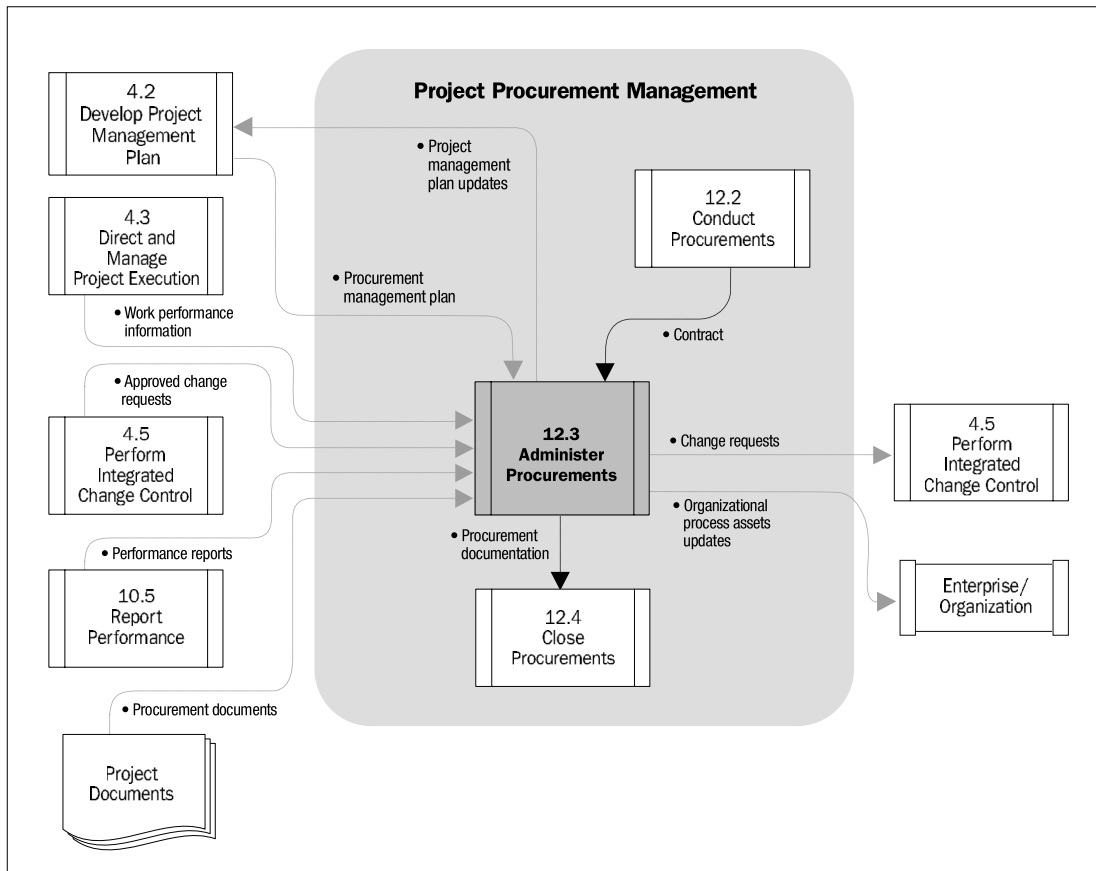 Project Procurement Management
4.2
Develop Project
Management
Plan
• Project
management
plan updates
12.2
Conduct
Procurements
4.3
Direct and
Manage
Project Execution
• Procurement
management plan
• Work performance
information
• Contract
• Approved change
requests
4.5
Perform
Integrated
Change Control
12.3
Administer
Procurements
• Change requests
4.5
Perform
Integrated
Change Control
• Organizational
process assets
updates
• Procurement
documentation
• Performance reports
10.5
Report
Performance
Enterprise/
Organization
12.4
Close
Procurements
• Procurement documents
Project
Documents